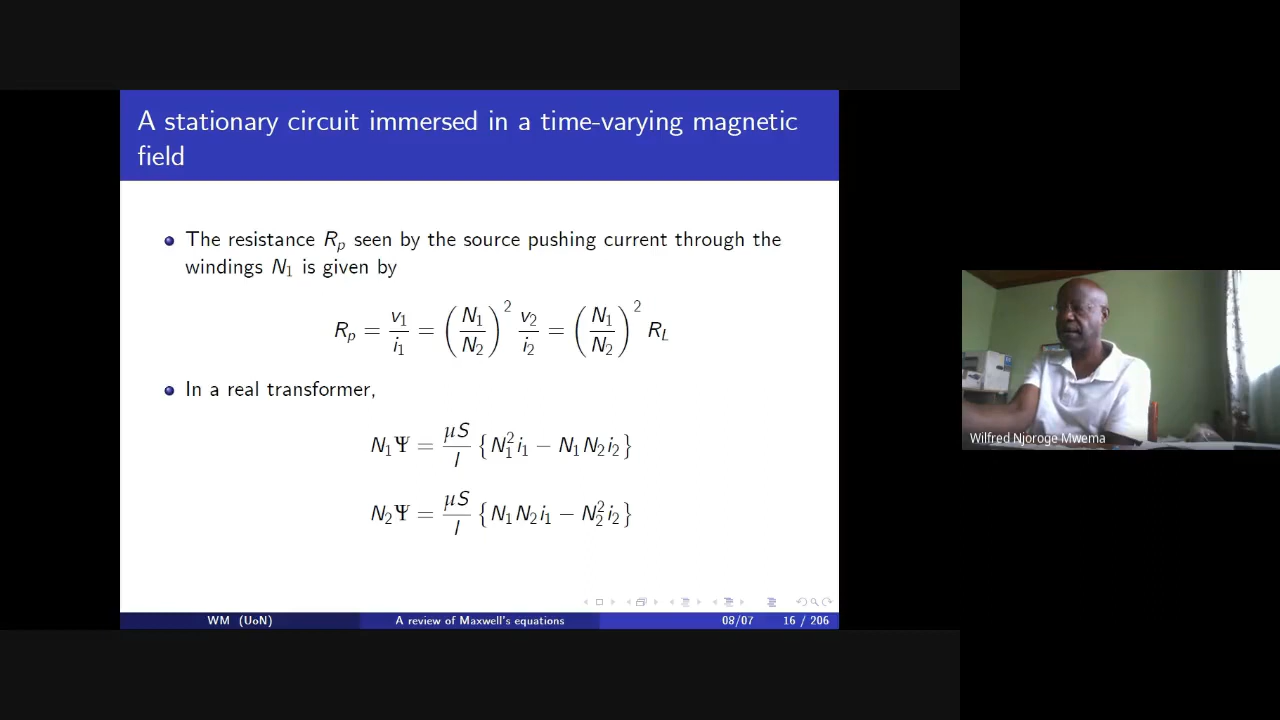 A stationary circuit immersed in a time-varying magnetic
field
The resistance R_p seen by the source pushing current through the
windings N_1 is given by
R_p = v_1/i_1 = (N_1/N_2)^2 v_2/i_2 = (N_1/N_2)^2 R_L
In a real transformer,
N_1Ψ = μS/l {N_1^2 i_1 − N_1 N_2 i_2}
N_2Ψ = μS/l {N_1 N_2 i_1 − N_2^2 i_2}
Wilfred Njoroge Mwema
WM (UoN) A review of Maxwell's equations 08/07 16 / 206